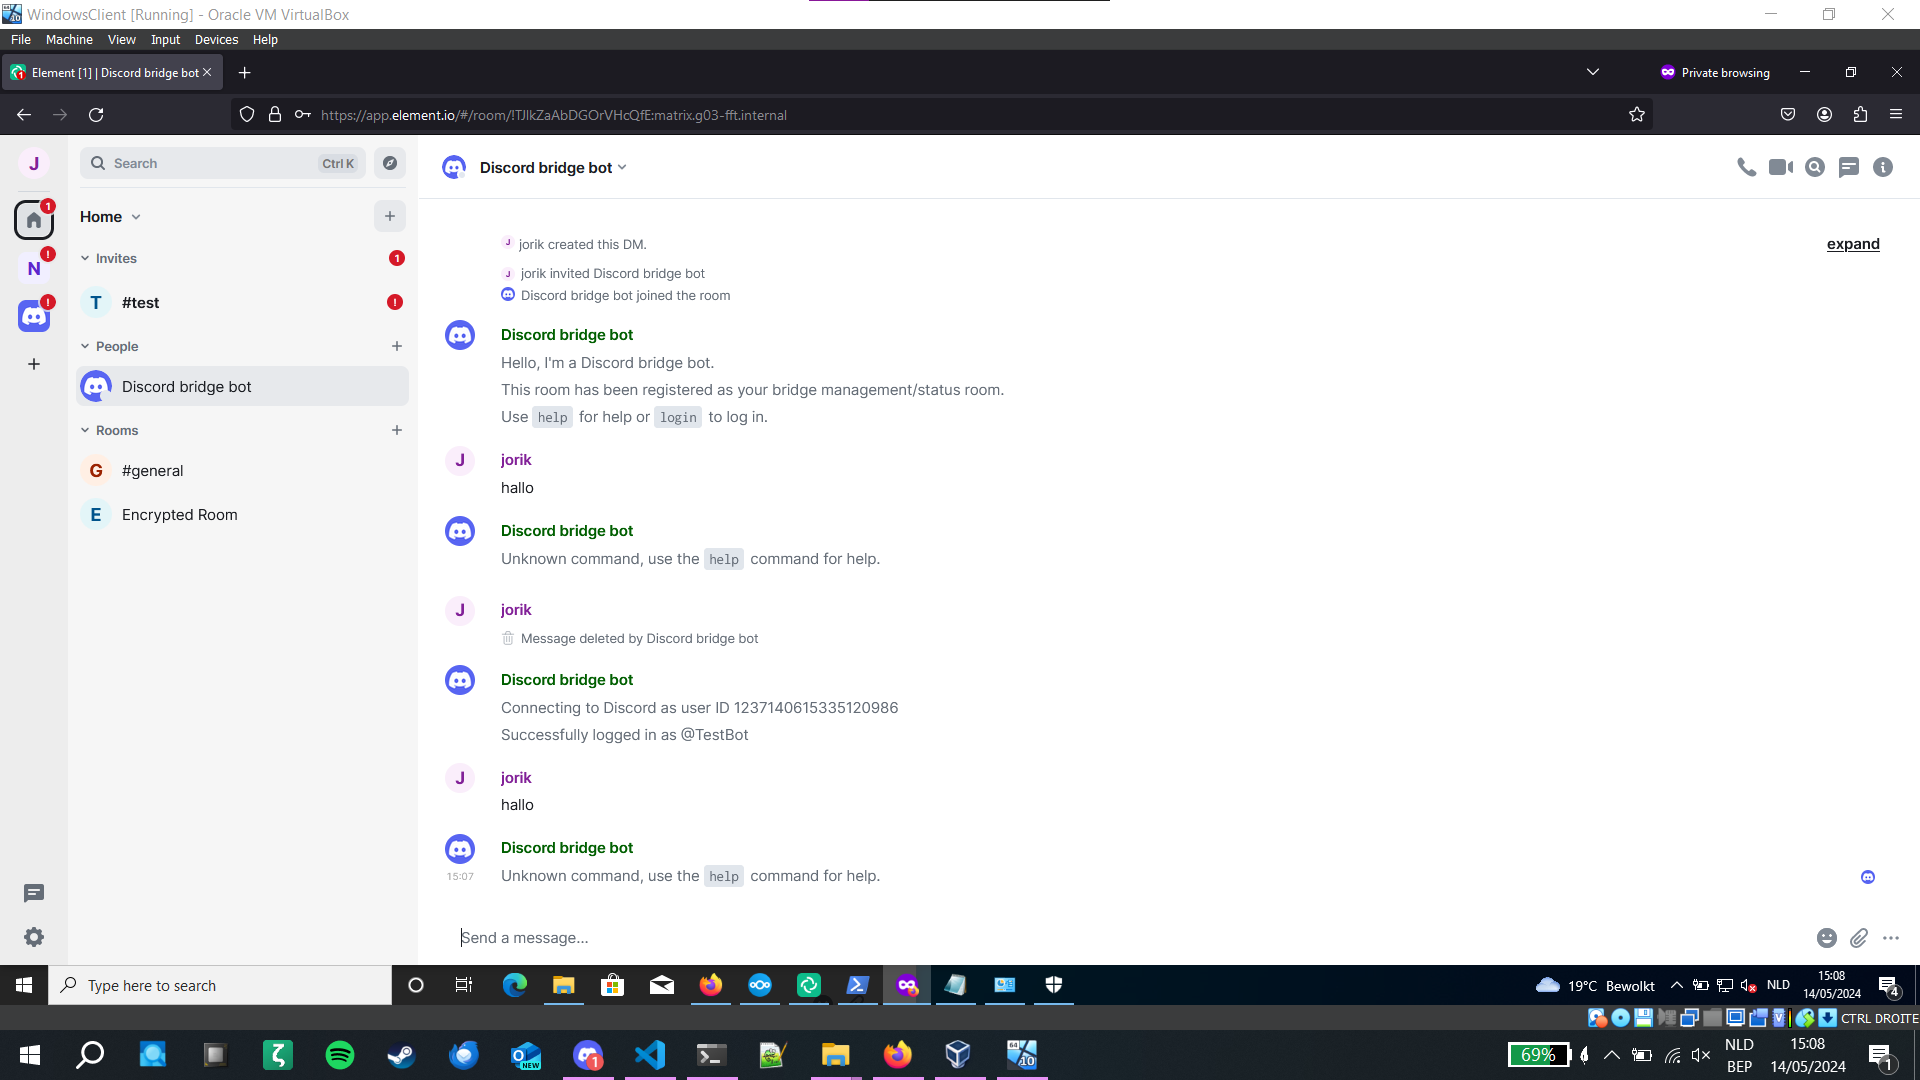 WindowsClient [Running] - Oracle VM VirtualBox
File Machine View Input Devices Help
Element [1] | Discord bridge bot
Private browsing
https://app.element.io/#/room/!TJlkZaAbDGOrVHcQfE:matrix.g03-fft.internal
J
Search Ctrl K
Discord bridge bot
Home
1
jorik created this DM.
expand
Invites 1
N !
jorik invited Discord bridge bot
Discord bridge bot joined the room
T #test !
!
Discord bridge bot
People
Hello, I'm a Discord bridge bot.
Discord bridge bot
This room has been registered as your bridge management/status room.
Use help for help or login to log in.
Rooms
J jorik
G #general
hallo
E Encrypted Room
Discord bridge bot
Unknown command, use the help command for help.
J jorik
Message deleted by Discord bridge bot
Discord bridge bot
Connecting to Discord as user ID 1237140615335120986
Successfully logged in as @TestBot
J jorik
hallo
Discord bridge bot
15:07 Unknown command, use the help command for help.
Send a message...
Type here to search
19°C Bewolkt NLD 15:08
14/05/2024 4
CTRL DROITE
64
10
NEW
1
69%
NLD
BEP
15:08
14/05/2024
1